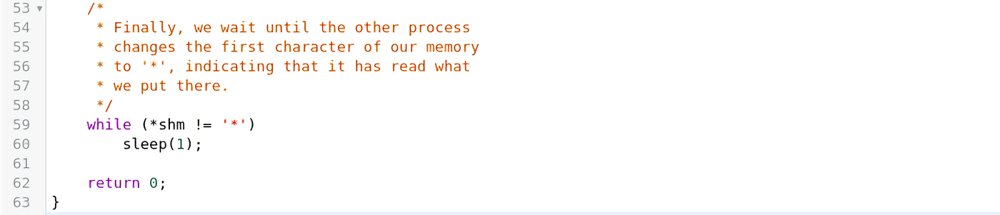 53 ▾ /*
54 * Finally, we wait until the other process
55 * changes the first character of our memory
56 * to '*', indicating that it has read what
57 * we put there.
58 */
59 while (*shm != '*')
60 sleep(1);
61
62 return 0;
63 }